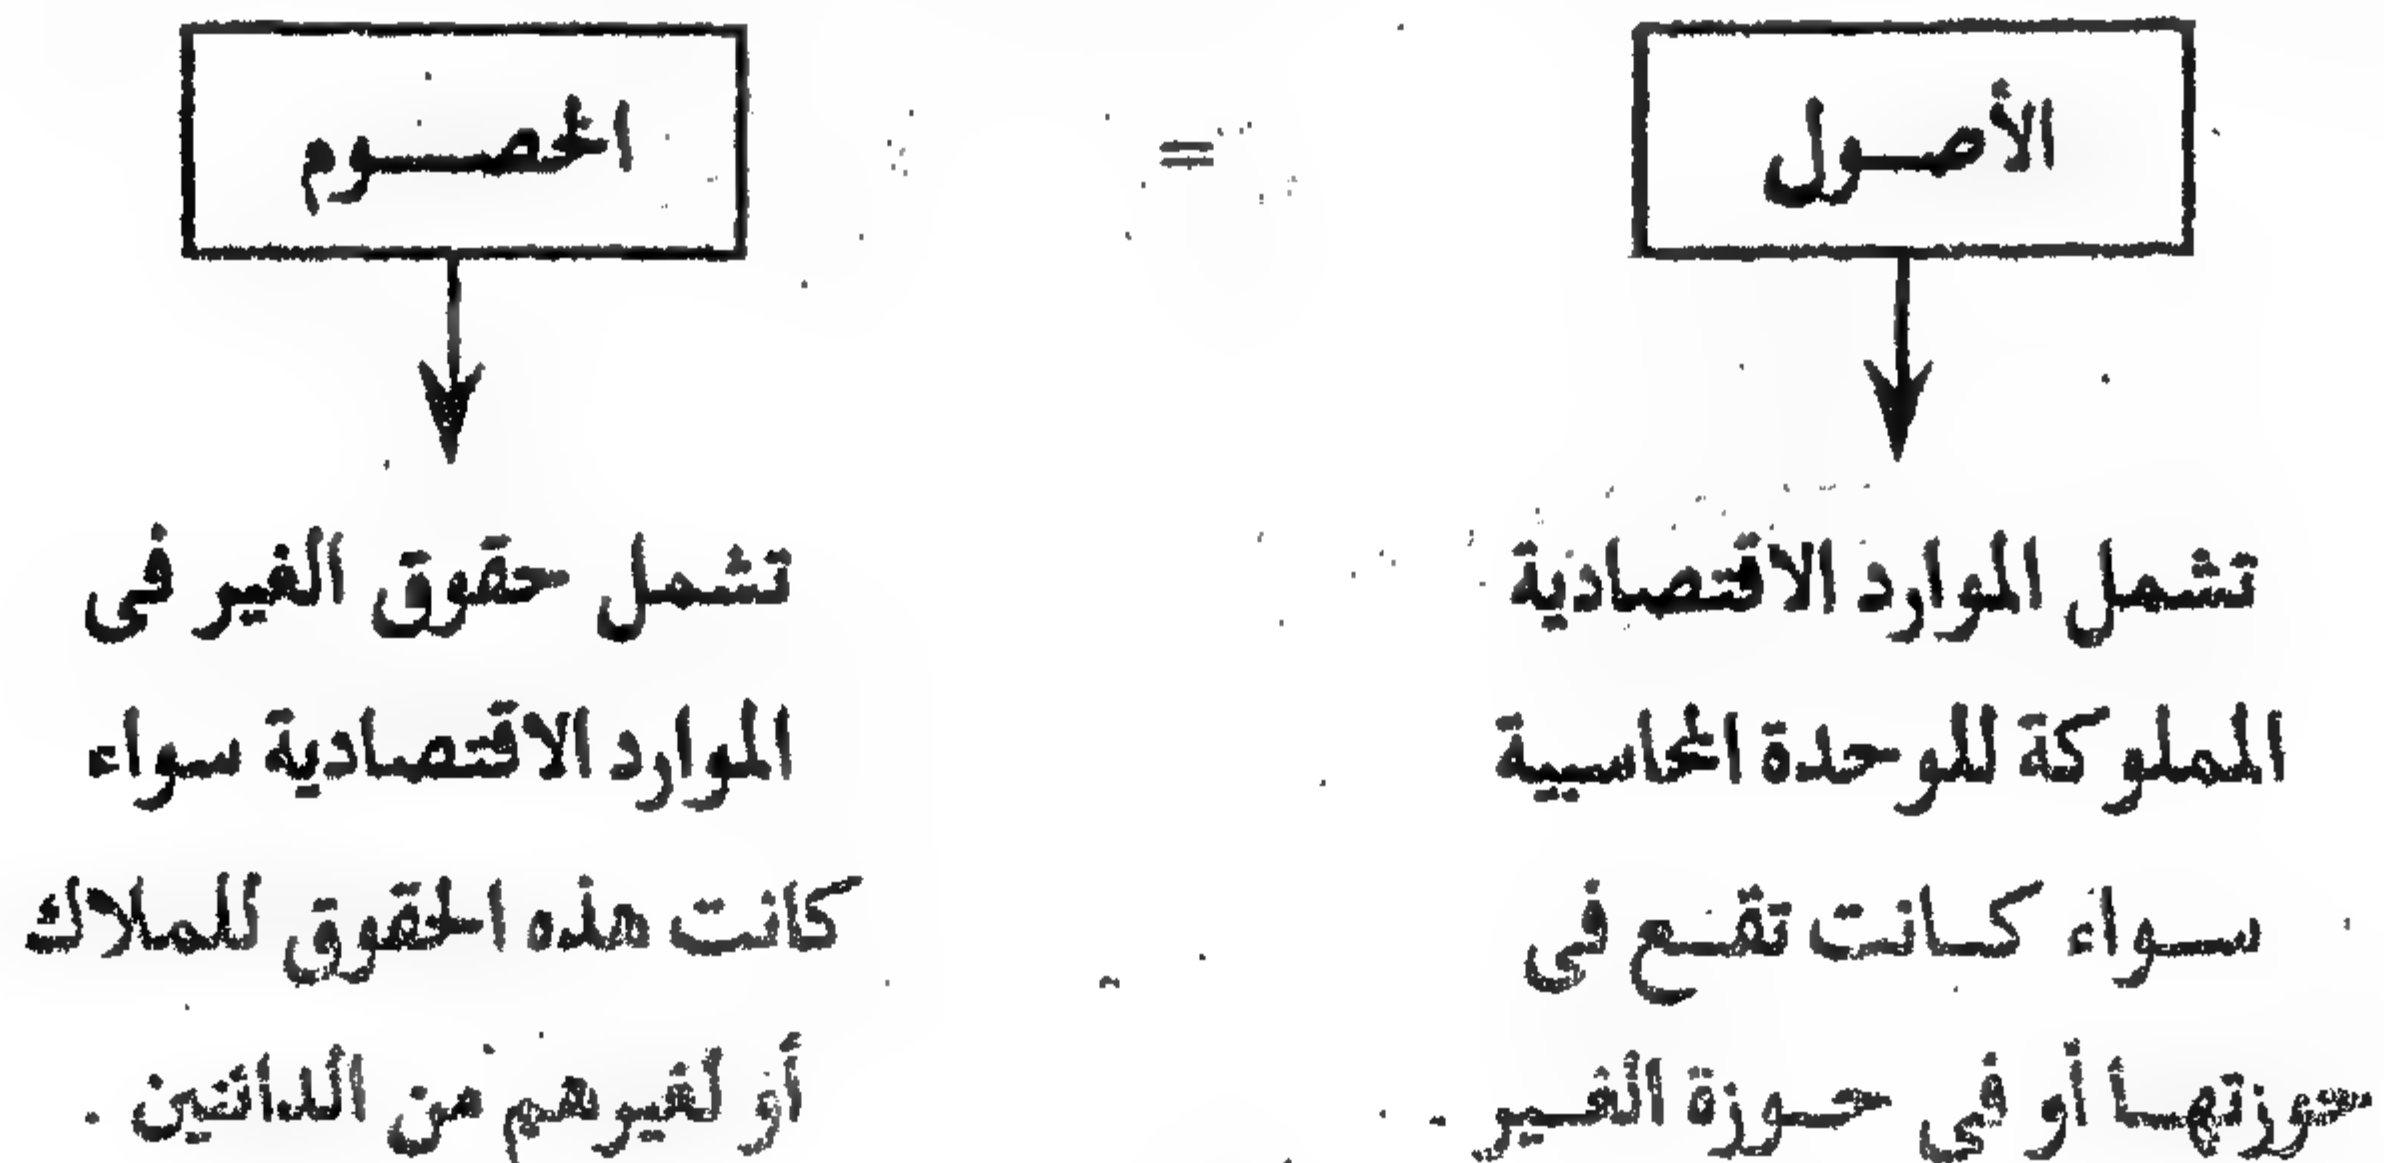 الأصول = الخصوم
تشمل الموارد الاقتصادية
المملوكة للوحدة المحاسبية
سواء كانت تقع فى
حوزتها أو فى حوزة الغير .
تشمل حقوق الغير فى
الموارد الاقتصادية سواء
كانت هذه الحقوق للملاك
أو لغيرهم من الدائنين .